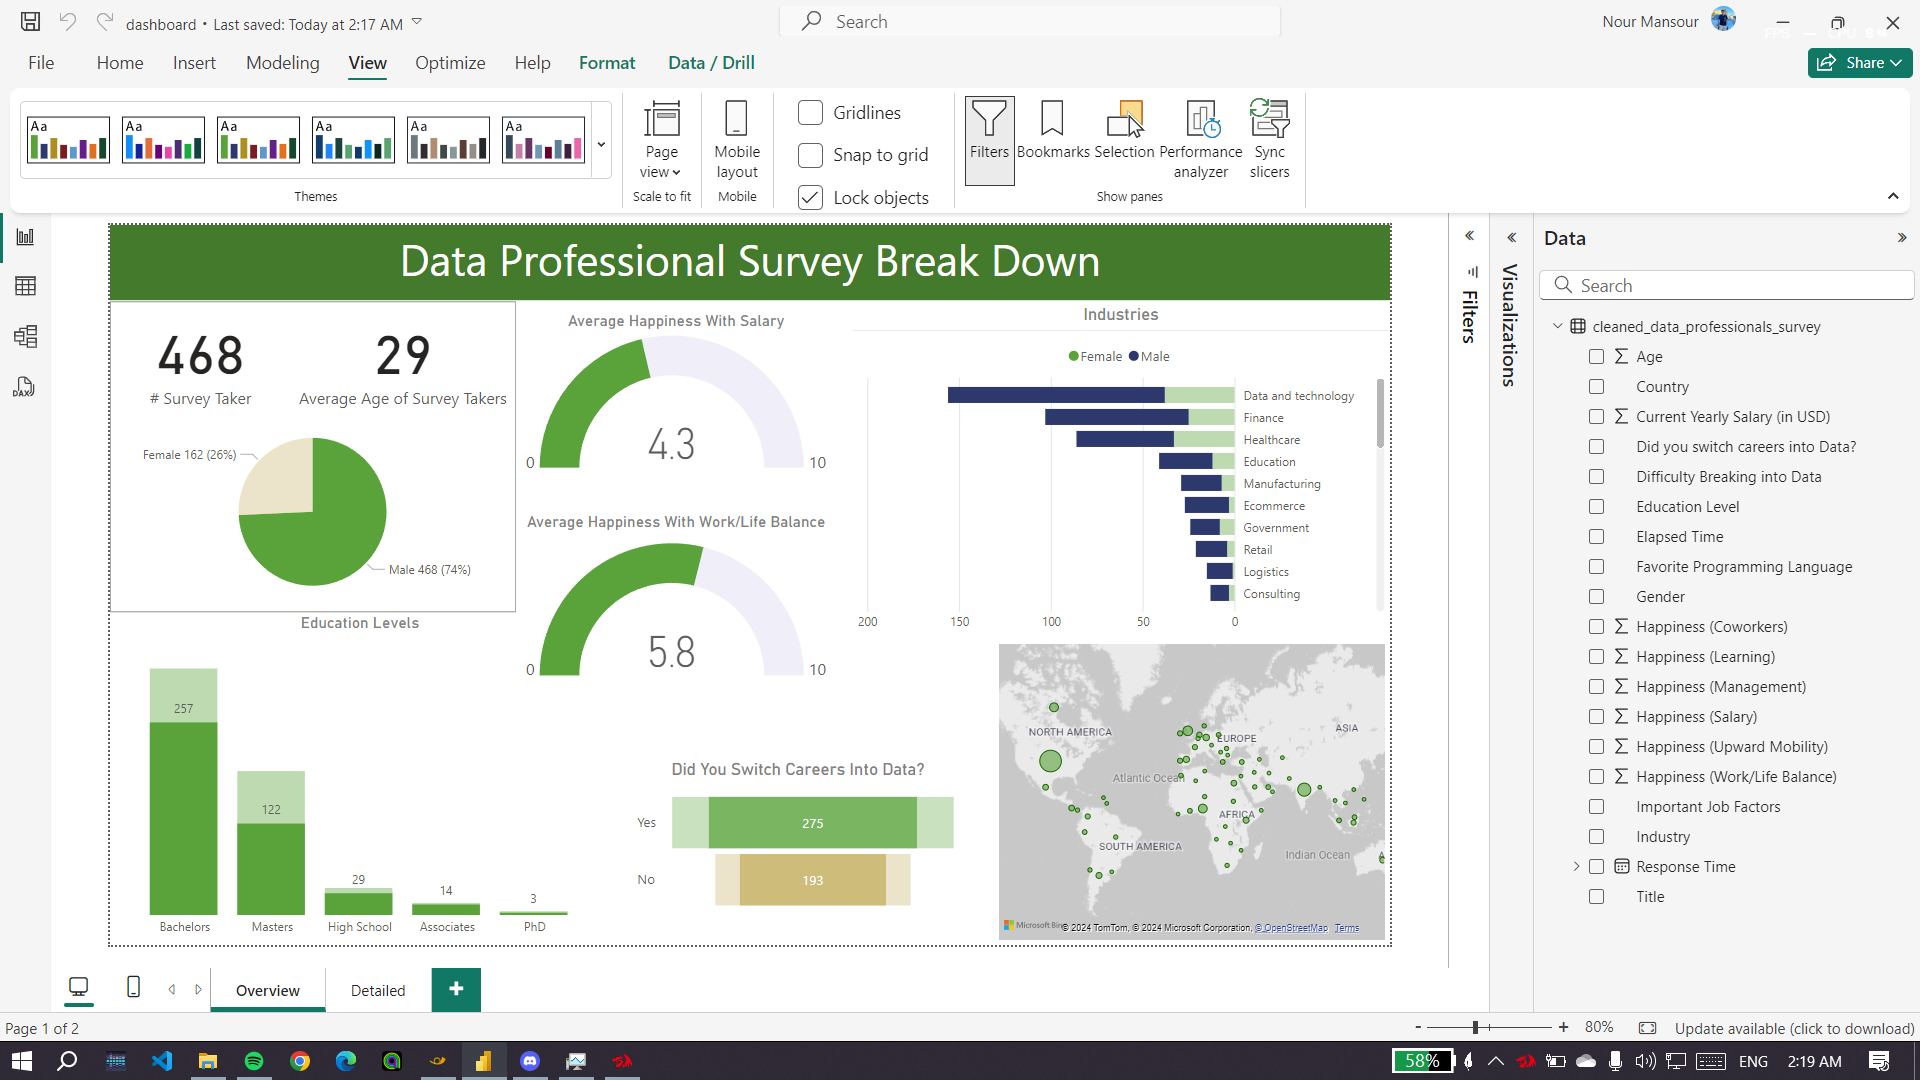 dashboard • Last saved: Today at 2:17 AM
Search
Nour Mansour
File Home Insert Modeling View Optimize Help Format Data / Drill
Share
Aa Aa Aa Aa Aa Aa
Themes
Page view
Scale to fit
Mobile layout
Mobile
Gridlines
Snap to grid
Lock objects
Filters
Bookmarks
Selection
Performance analyzer
Sync slicers
Show panes
Data Professional Survey Break Down
468
# Survey Taker
29
Average Age of Survey Takers
Female 162 (26%)
Male 468 (74%)
Average Happiness With Salary
4.3
0 10
Average Happiness With Work/Life Balance
5.8
0 10
Industries
Female Male
Data and technology
Finance
Healthcare
Education
Manufacturing
Ecommerce
Government
Retail
Logistics
Consulting
200 150 100 50 0
Education Levels
257
122
29
14
3
Bachelors Masters High School Associates PhD
Did You Switch Careers Into Data?
Yes 275
No 193
NORTH AMERICA
EUROPE
ASIA
Atlantic Ocean
AFRICA
SOUTH AMERICA
Indian Ocean
A
Microsoft Bing
© 2024 TomTom, © 2024 Microsoft Corporation, © OpenStreetMap Terms
Filters
Visualizations
Data
Search
cleaned_data_professionals_survey
Age
Country
Current Yearly Salary (in USD)
Did you switch careers into Data?
Difficulty Breaking into Data
Education Level
Elapsed Time
Favorite Programming Language
Gender
Happiness (Coworkers)
Happiness (Learning)
Happiness (Management)
Happiness (Salary)
Happiness (Upward Mobility)
Happiness (Work/Life Balance)
Important Job Factors
Industry
Response Time
Title
DAX
Overview Detailed +
Page 1 of 2
- + 80%
Update available (click to download)
58%
ENG 2:19 AM